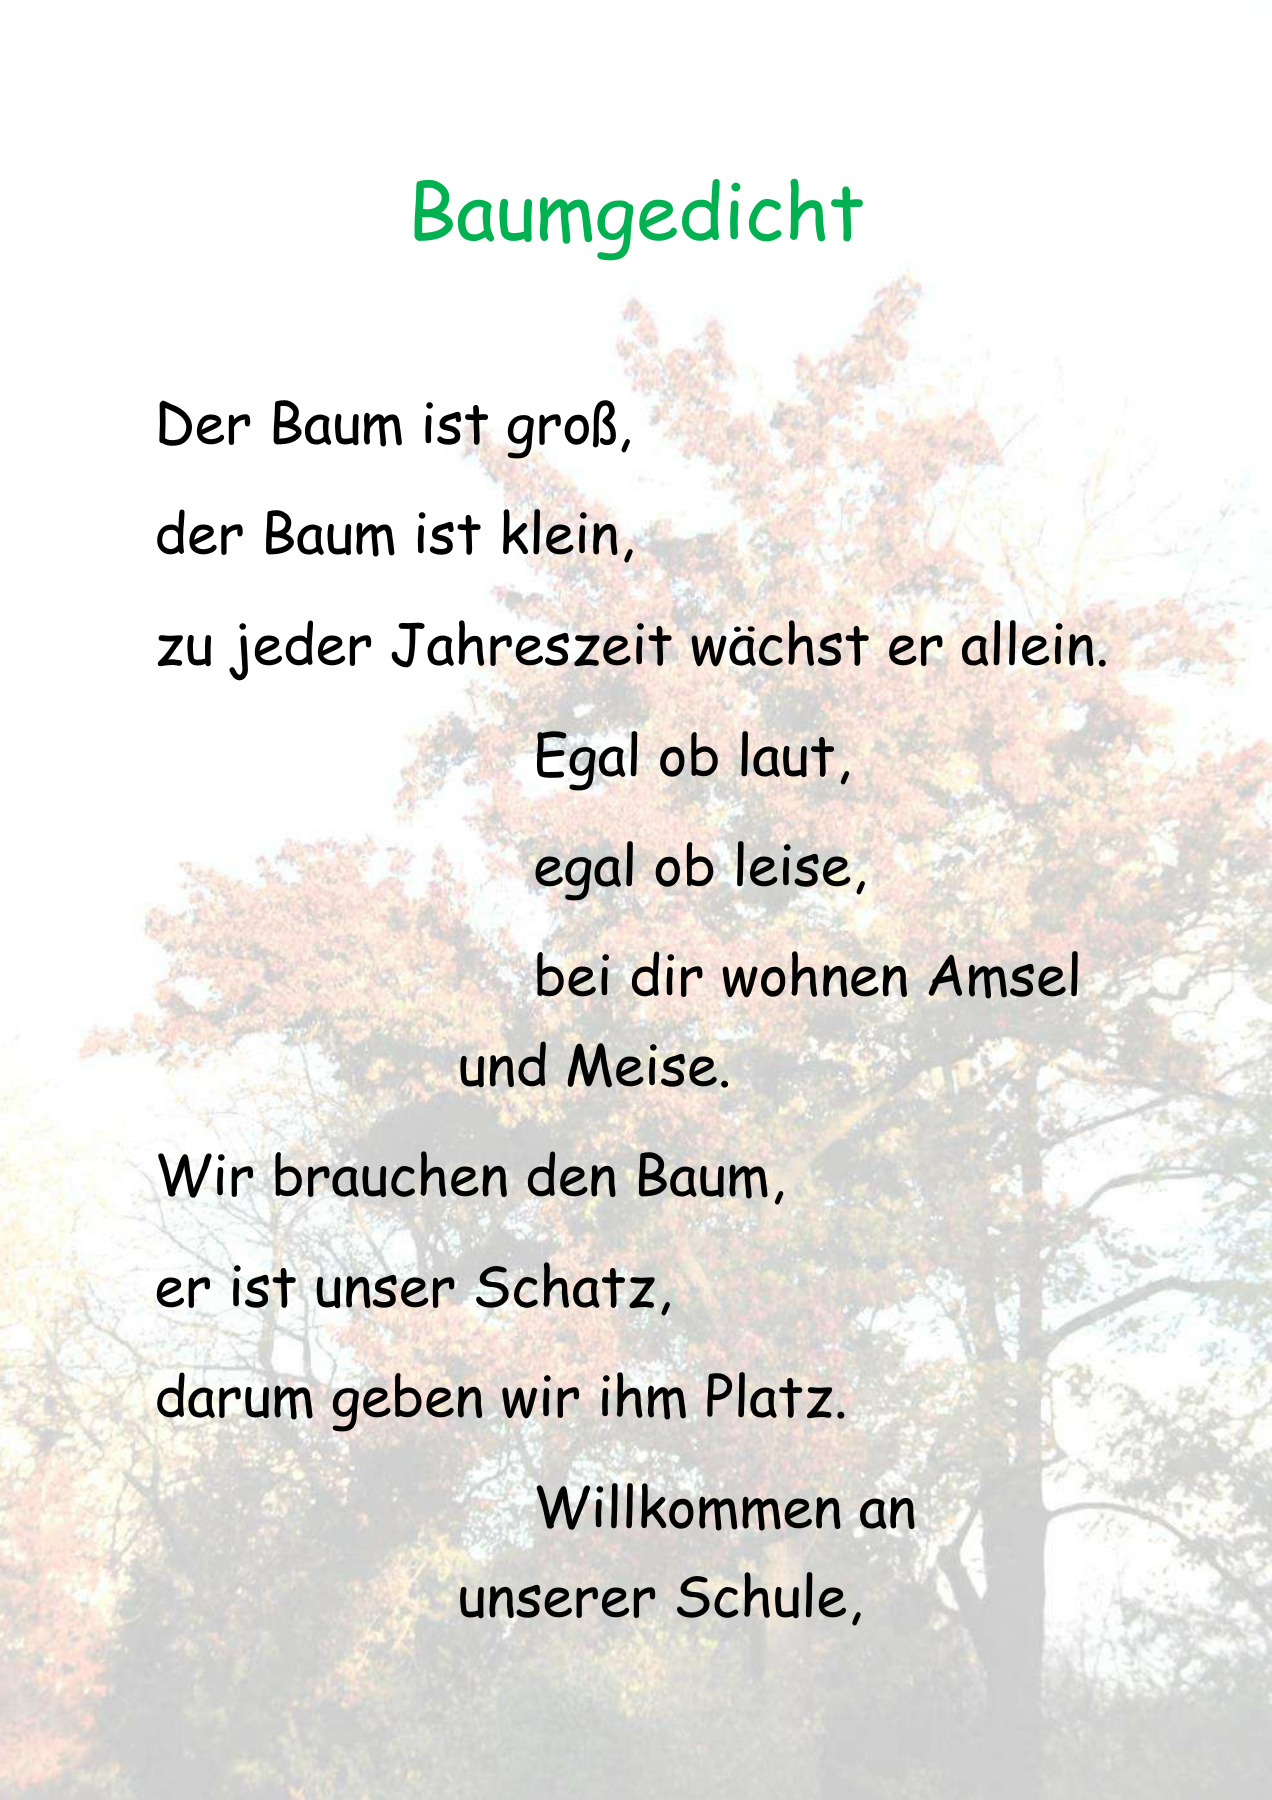 Baumgedicht
Der Baum ist groß,
der Baum ist klein,
zu jeder Jahreszeit wächst er allein.
Egal ob laut,
egal ob leise,
bei dir wohnen Amsel
und Meise.
Wir brauchen den Baum,
er ist unser Schatz,
darum geben wir ihm Platz.
Willkommen an
unserer Schule,